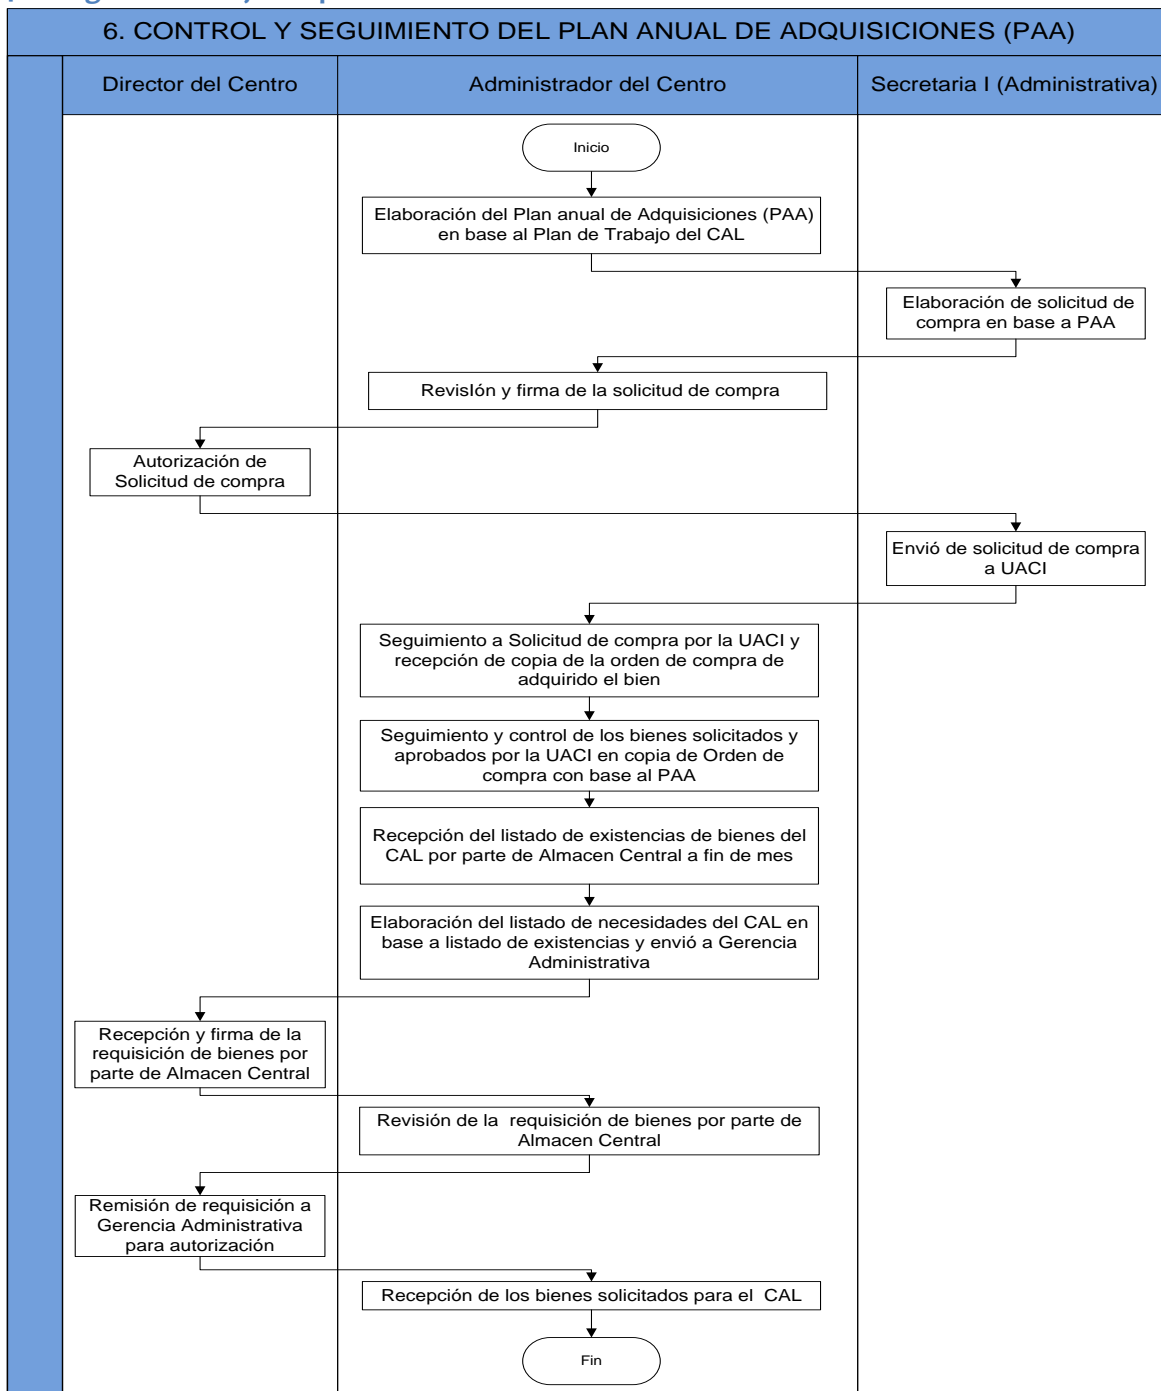 6. CONTROL Y SEGUIMIENTO DEL PLAN ANUAL DE ADQUISICIONES (PAA)
Director del Centro
Administrador del Centro
Secretaria I (Administrativa)
Inicio
Elaboración del Plan anual de Adquisiciones (PAA)
en base al Plan de Trabajo del CAL
Elaboración de solicitud de
compra en base a PAA
RevisIón y firma de la solicitud de compra
Autorización de
Solicitud de compra
Envió de solicitud de compra
a UACI
Seguimiento a Solicitud de compra por la UACI y
recepción de copia de la orden de compra de
adquirido el bien
Seguimiento y control de los bienes solicitados y
aprobados por la UACI en copia de Orden de
compra con base al PAA
Recepción del listado de existencias de bienes del
CAL por parte de Almacen Central a fin de mes
Elaboración del listado de necesidades del CAL en
base a listado de existencias y envió a Gerencia
Administrativa
Recepción y firma de la
requisición de bienes por
parte de Almacen Central
Revisión de la requisición de bienes por parte de
Almacen Central
Remisión de requisición a
Gerencia Administrativa
para autorización
Recepción de los bienes solicitados para el CAL
Fin